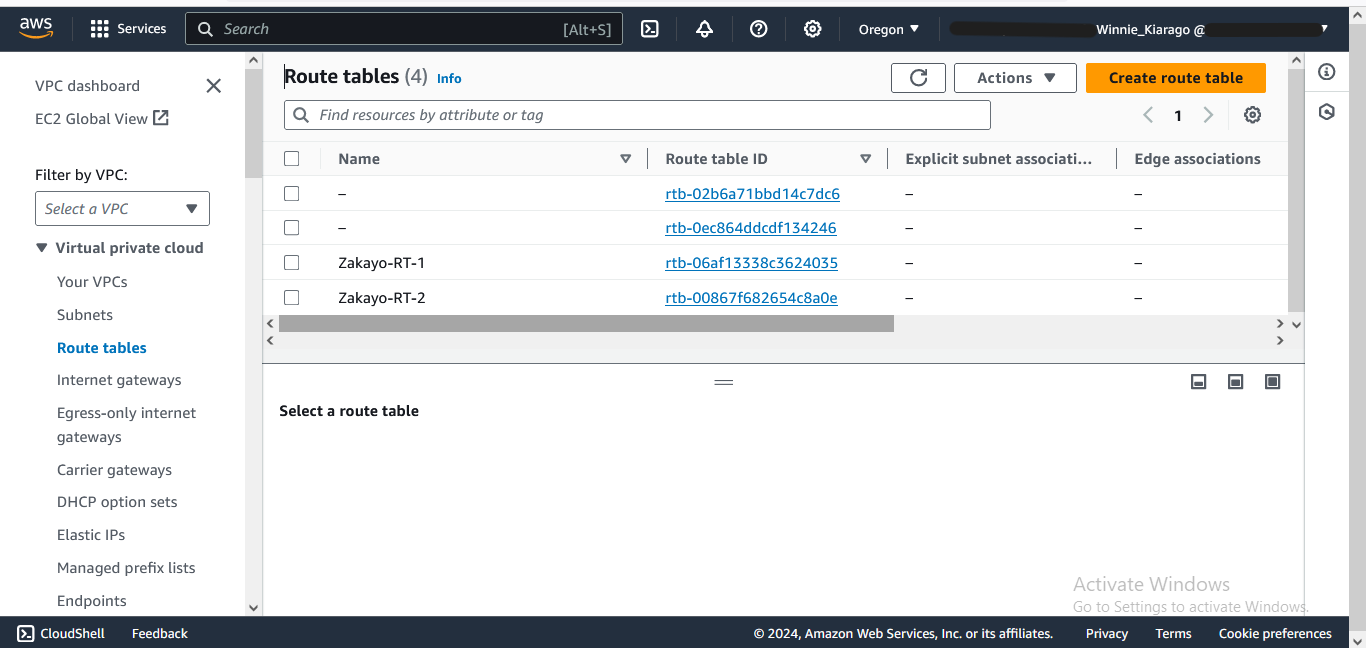 aws Services Search [Alt+S] Oregon Winnie_Kiarago @
VPC dashboard
EC2 Global View
Filter by VPC:
Select a VPC
Virtual private cloud
Your VPCs
Subnets
Route tables
Internet gateways
Egress-only internet
gateways
Carrier gateways
DHCP option sets
Elastic IPs
Managed prefix lists
Endpoints
Route tables (4) Info Actions Create route table
Find resources by attribute or tag 1
Name Route table ID Explicit subnet associati... Edge associations
– rtb-02b6a71bbd14c7dc6 – –
– rtb-0ec864ddcdf134246 – –
Zakayo-RT-1 rtb-06af13338c3624035 – –
Zakayo-RT-2 rtb-00867f682654c8a0e – –
Select a route table
Activate Windows
Go to Settings to activate Windows.
CloudShell Feedback © 2024, Amazon Web Services, Inc. or its affiliates. Privacy Terms Cookie preferences